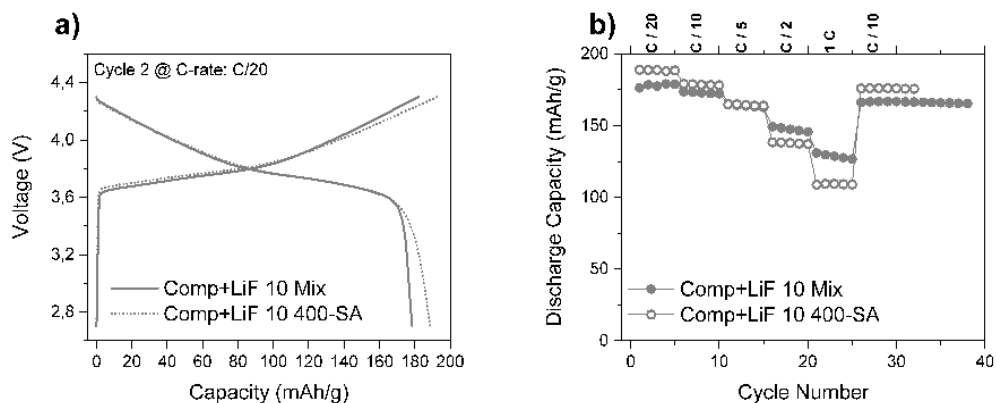 a)
Cycle 2 @ C-rate: C/20
4,4
4,0
3,6
3,2
2,8
Voltage (V)
Comp+LiF 10 Mix
Comp+LiF 10 400-SA
0 20 40 60 80 100 120 140 160 180 200
Capacity (mAh/g)
b)
C / 20
C / 10
C / 5
C / 2
1 C
C / 10
200
150
100
50
0
Discharge Capacity (mAh/g)
Comp+LiF 10 Mix
Comp+LiF 10 400-SA
0 10 20 30 40
Cycle Number